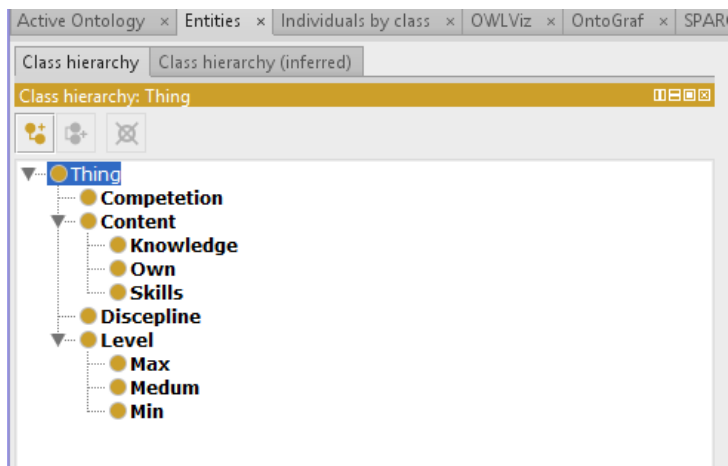 Active Ontology × Entities × Individuals by class × OWLViz × OntoGraf × SPARQ
Class hierarchy Class hierarchy (inferred)
Class hierarchy: Thing
Thing
Competetion
Content
Knowledge
Own
Skills
Discepline
Level
Max
Medum
Min